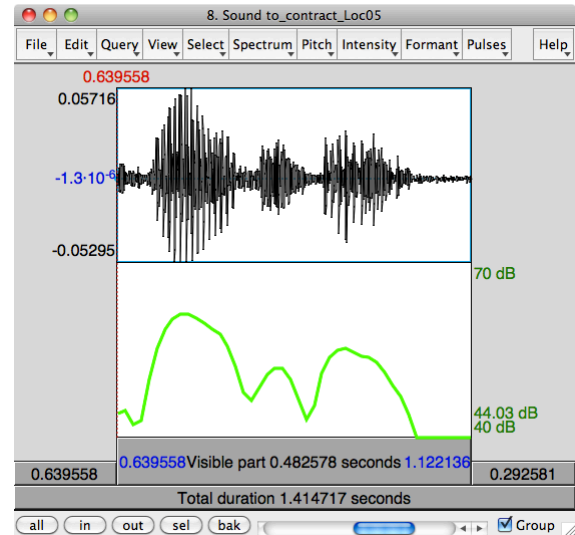 8. Sound to_contract_Loc05
File Edit Query View Select Spectrum Pitch Intensity Formant Pulses Help
0.639558
0.05716
-1.3·10⁻⁶
-0.05295
70 dB
44.03 dB
40 dB
0.639558 Visible part 0.482578 seconds 1.122136
0.639558 0.292581
Total duration 1.414717 seconds
all in out sel bak Group